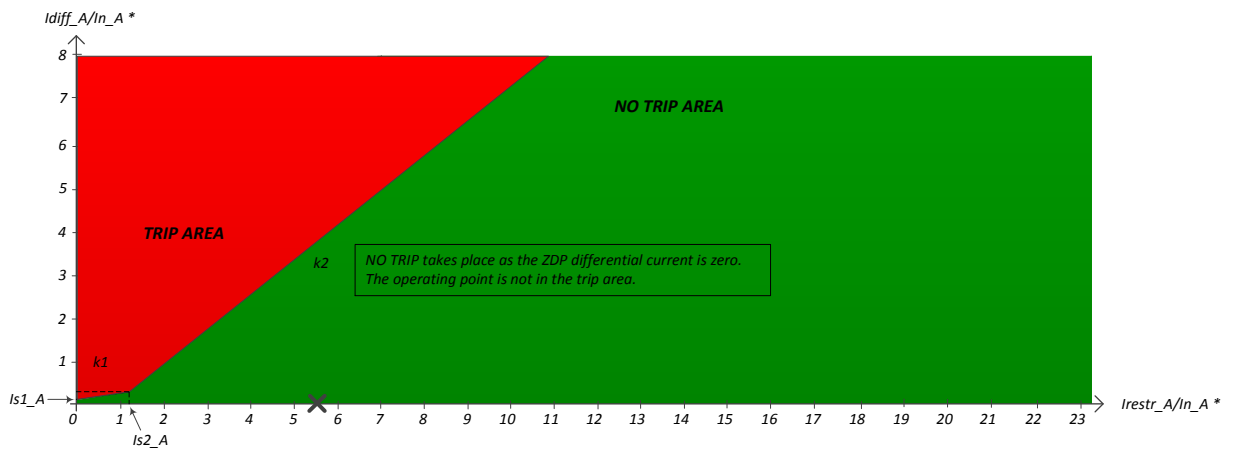 Idiff_A/In_A *
8
7
6
5
4
3
2
1
NO TRIP AREA
TRIP AREA
k2
NO TRIP takes place as the ZDP differential current is zero.
The operating point is not in the trip area.
k1
Is1_A
0 1 2 3 4 5 6 7 8 9 10 11 12 13 14 15 16 17 18 19 20 21 22 23
Irestr_A/In_A *
Is2_A